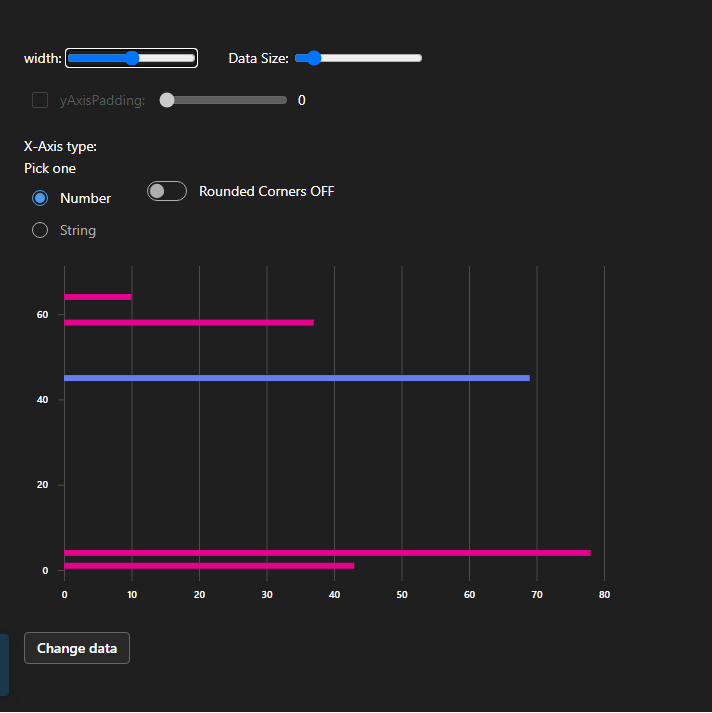 width: Data Size:
yAxisPadding: 0
X-Axis type:
Pick one
Number
Rounded Corners OFF
String
60
40
20
0
0 10 20 30 40 50 60 70 80
Change data